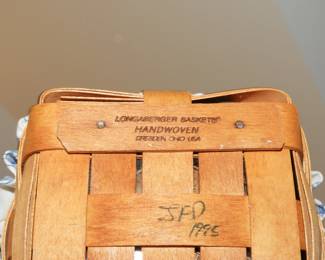 LONGABERGER BASKETS®
HANDWOVEN
DRESDEN, OHIO USA
JFD
1995